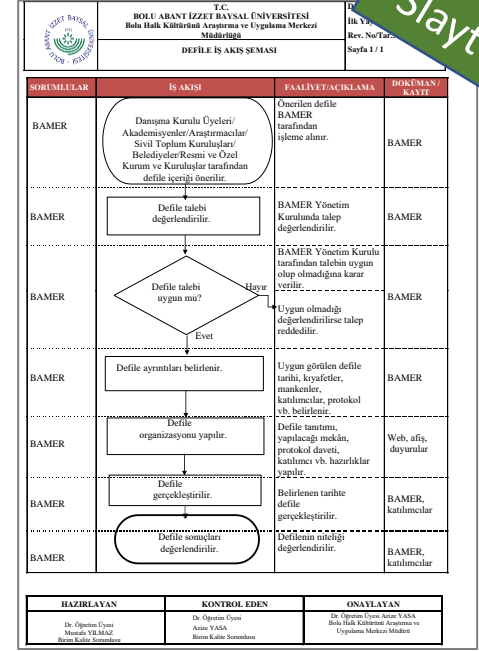 T.C.
BOLU ABANT İZZET BAYSAL ÜNİVERSİTESİ
Bolu Halk Kültürünü Araştırma ve Uygulama Merkezi
Müdürlüğü
DEFİLE İŞ AKIŞ ŞEMASI
Rev. No/Tar.
Sayfa 1 / 1
Slayt
SORUMLULAR
İŞ AKIŞI
FAALİYET/AÇIKLAMA
DOKÜMAN /
KAYIT
BAMER
Danışma Kurulu Üyeleri/
Akademisyenler/Araştırmacılar/
Sivil Toplum Kuruluşları/
Belediyeler/Resmi ve Özel
Kurum ve Kuruluşlar tarafından
defile içeriği önerilir.
Önerilen defile
BAMER
tarafından
işleme alınır.
BAMER
BAMER
Defile talebi
değerlendirilir.
BAMER Yönetim
Kurulunda talep
değerlendirilir.
BAMER
BAMER
Defile talebi
uygun mu?
Hayır
Evet
BAMER Yönetim Kurulu
tarafından talebin uygun
olup olmadığına karar
verilir.
Uygun olmadığı
değerlendirilirse talep
reddedilir.
BAMER
BAMER
Defile ayrıntıları belirlenir.
Uygun görülen defile
tarihi, kıyafetler,
mankenler,
katılımcılar, protokol
vb. belirlenir.
BAMER
BAMER
Defile
organizasyonu yapılır.
Defile tanıtımı,
yapılacağı mekân,
protokol daveti,
katılımcı vb. hazırlıklar
yapılır.
Web, afiş,
duyurular
BAMER
Defile
gerçekleştirilir.
Belirlenen tarihte
defile
gerçekleştirilir.
BAMER,
katılımcılar
BAMER
Defile sonuçları
değerlendirilir.
Defilenin niteliği
değerlendirilir.
BAMER,
katılımcılar
HAZIRLAYAN
KONTROL EDEN
ONAYLAYAN
Dr. Öğretim Üyesi
Mustafa YILMAZ
Birim Kalite Sorumlusu
Dr. Öğretim Üyesi
Azize YASA
Birim Kalite Sorumlusu
Dr. Öğretim Üyesi Azize YASA
Bolu Halk Kültürünü Araştırma ve
Uygulama Merkezi Müdürü